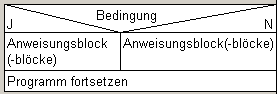 Bedingung
J
N
Anweisungsblock
(-blöcke)
Anweisungsblock(-blöcke)
Programm fortsetzen